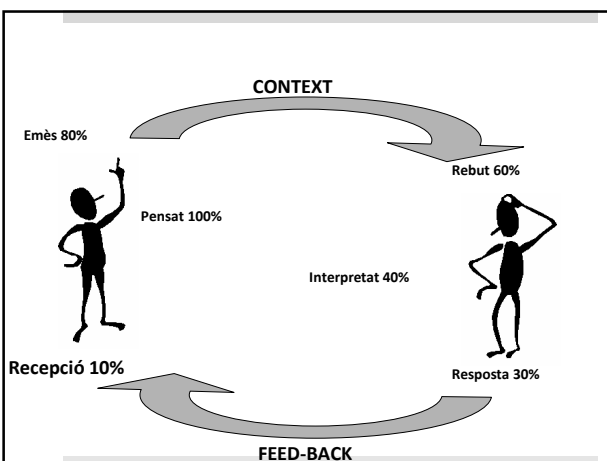 CONTEXT
Emès 80%
Rebut 60%
Pensat 100%
Interpretat 40%
Recepció 10%
Resposta 30%
FEED-BACK